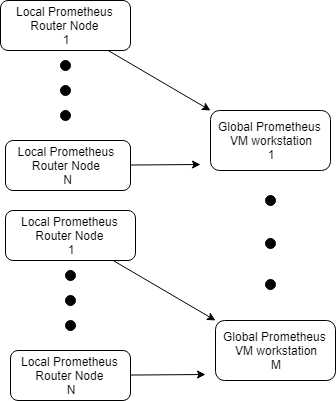 Local Prometheus
Router Node
1
Local Prometheus
Router Node
N
Global Prometheus
VM workstation
1
Local Prometheus
Router Node
1
Local Prometheus
Router Node
N
Global Prometheus
VM workstation
M